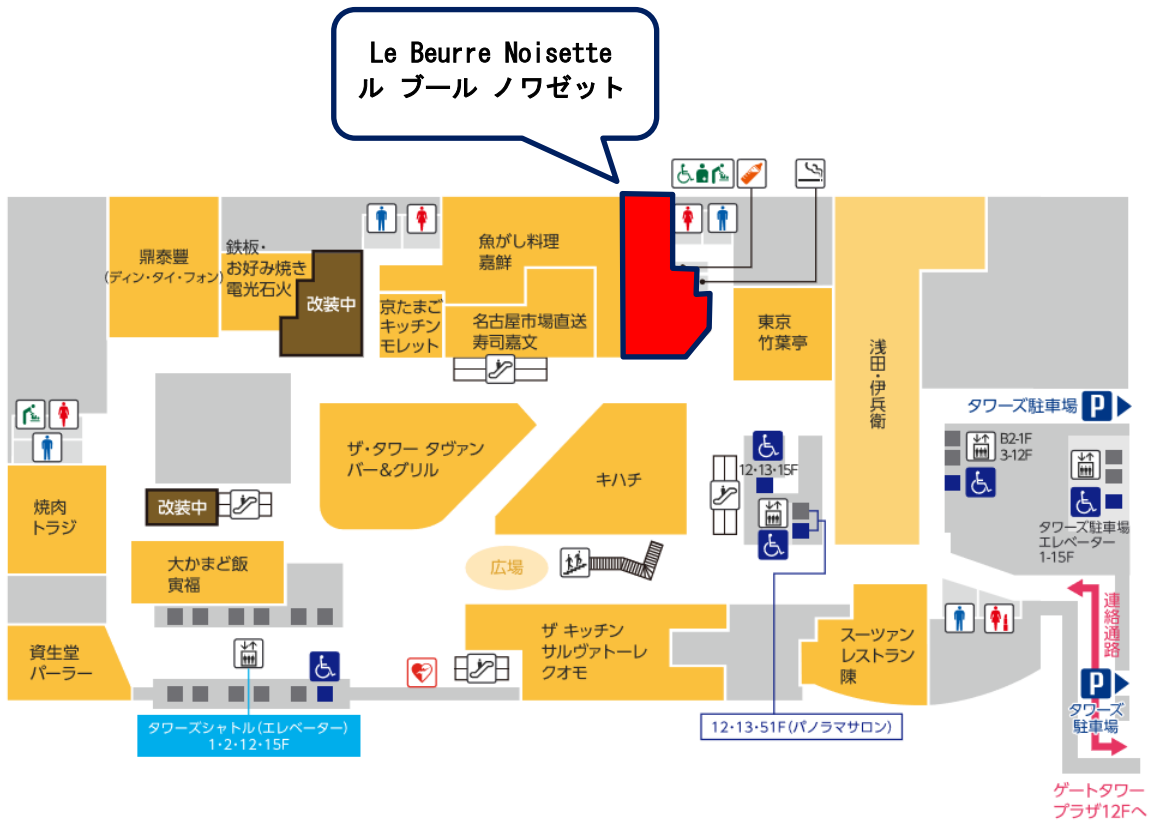 Le Beurre Noisette
ル ブール ノワゼット
鼎泰豐
(ディン・タイ・フォン)
鉄板・
お好み焼き
電光石火
改装中
魚がし料理
嘉鮮
京たまご
キッチン
モレット
名古屋市場直送
寿司嘉文
東京
竹葉亭
浅田・伊兵衛
タワーズ駐車場 P
B2-1F
3-12F
タワーズ駐車場
エレベーター
1-15F
ザ・タワー タヴァン
バー&グリル
キハチ
12・13・15F
焼肉
トラジ
改装中
大かまど飯
寅福
広場
資生堂
パーラー
ザ キッチン
サルヴァトーレ
クオモ
スーツァン
レストラン
陳
連絡通路
P
タワーズ
駐車場
タワーズシャトル(エレベーター)
1・2・12・15F
12・13・51F(パノラマサロン)
ゲートタワー
プラザ12Fへ